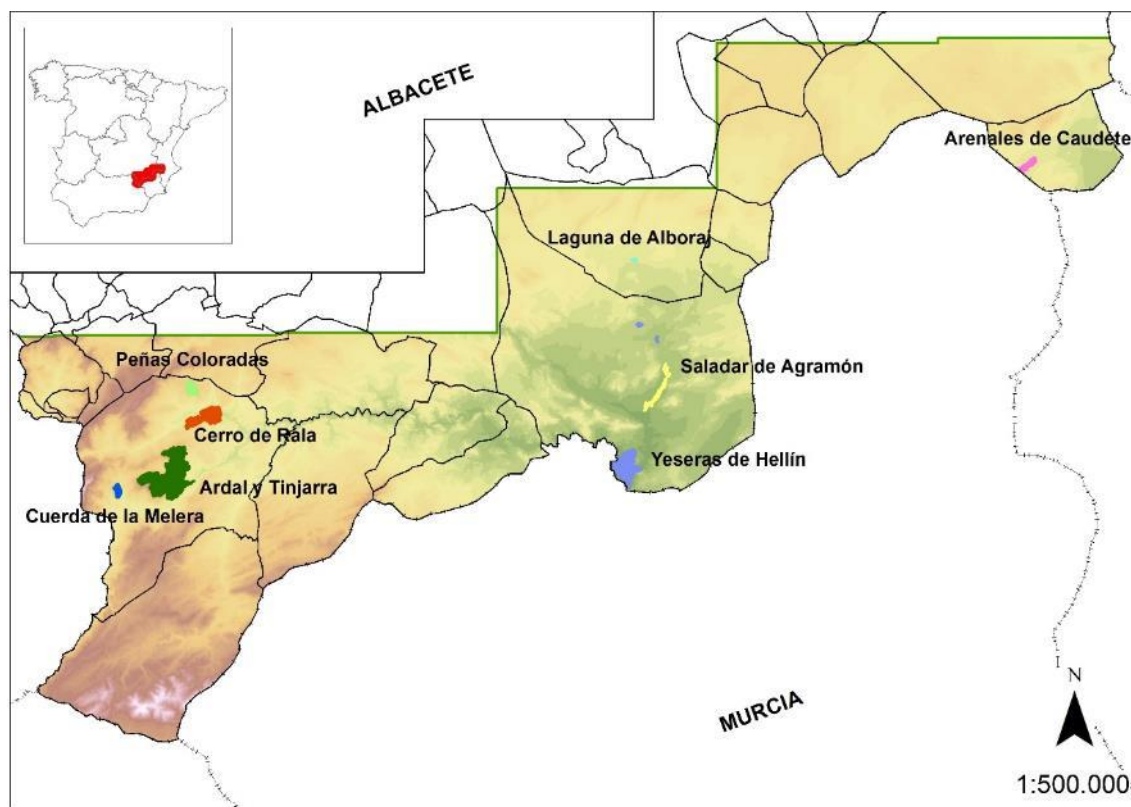 ALBACETE
Arenales de Caudete
Laguna de Alboraj
Peñas Coloradas
Saladar de Agramón
Cerro de Rala
Yeseras de Hellín
Ardal y Tinjarra
Cuerda de la Melera
N
MURCIA
1:500.000